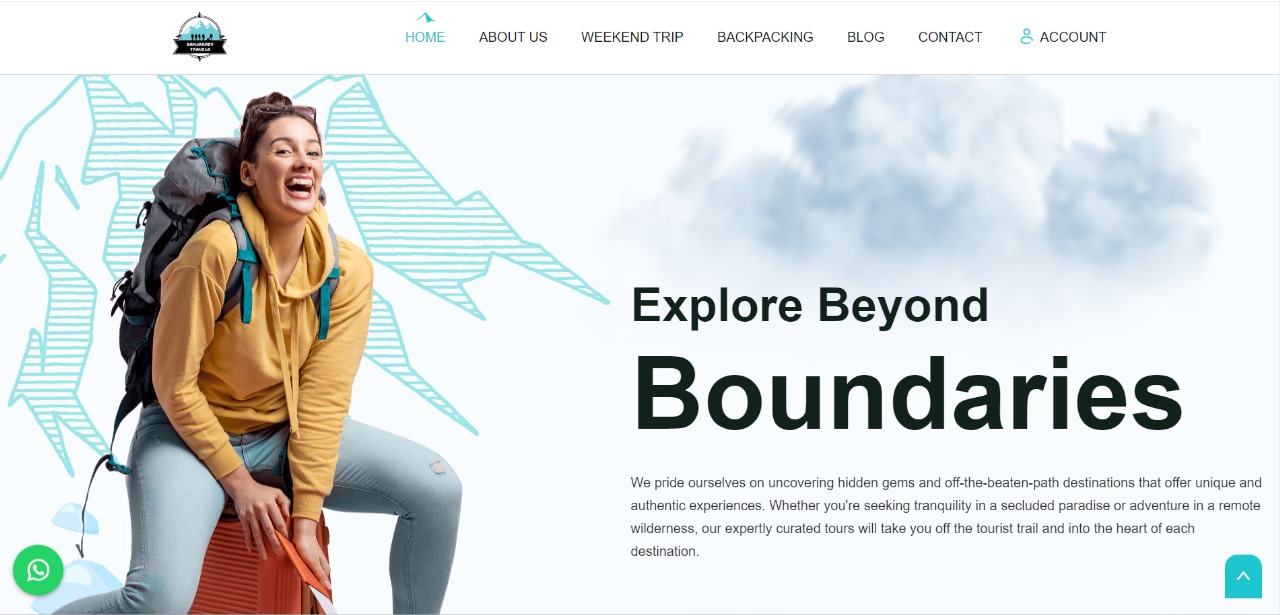 BANJAAREY
TRAVELS
HOME
ABOUT US
WEEKEND TRIP
BACKPACKING
BLOG
CONTACT
ACCOUNT
Explore Beyond
Boundaries
We pride ourselves on uncovering hidden gems and off-the-beaten-path destinations that offer unique and
authentic experiences. Whether you're seeking tranquility in a secluded paradise or adventure in a remote
wilderness, our expertly curated tours will take you off the tourist trail and into the heart of each
destination.